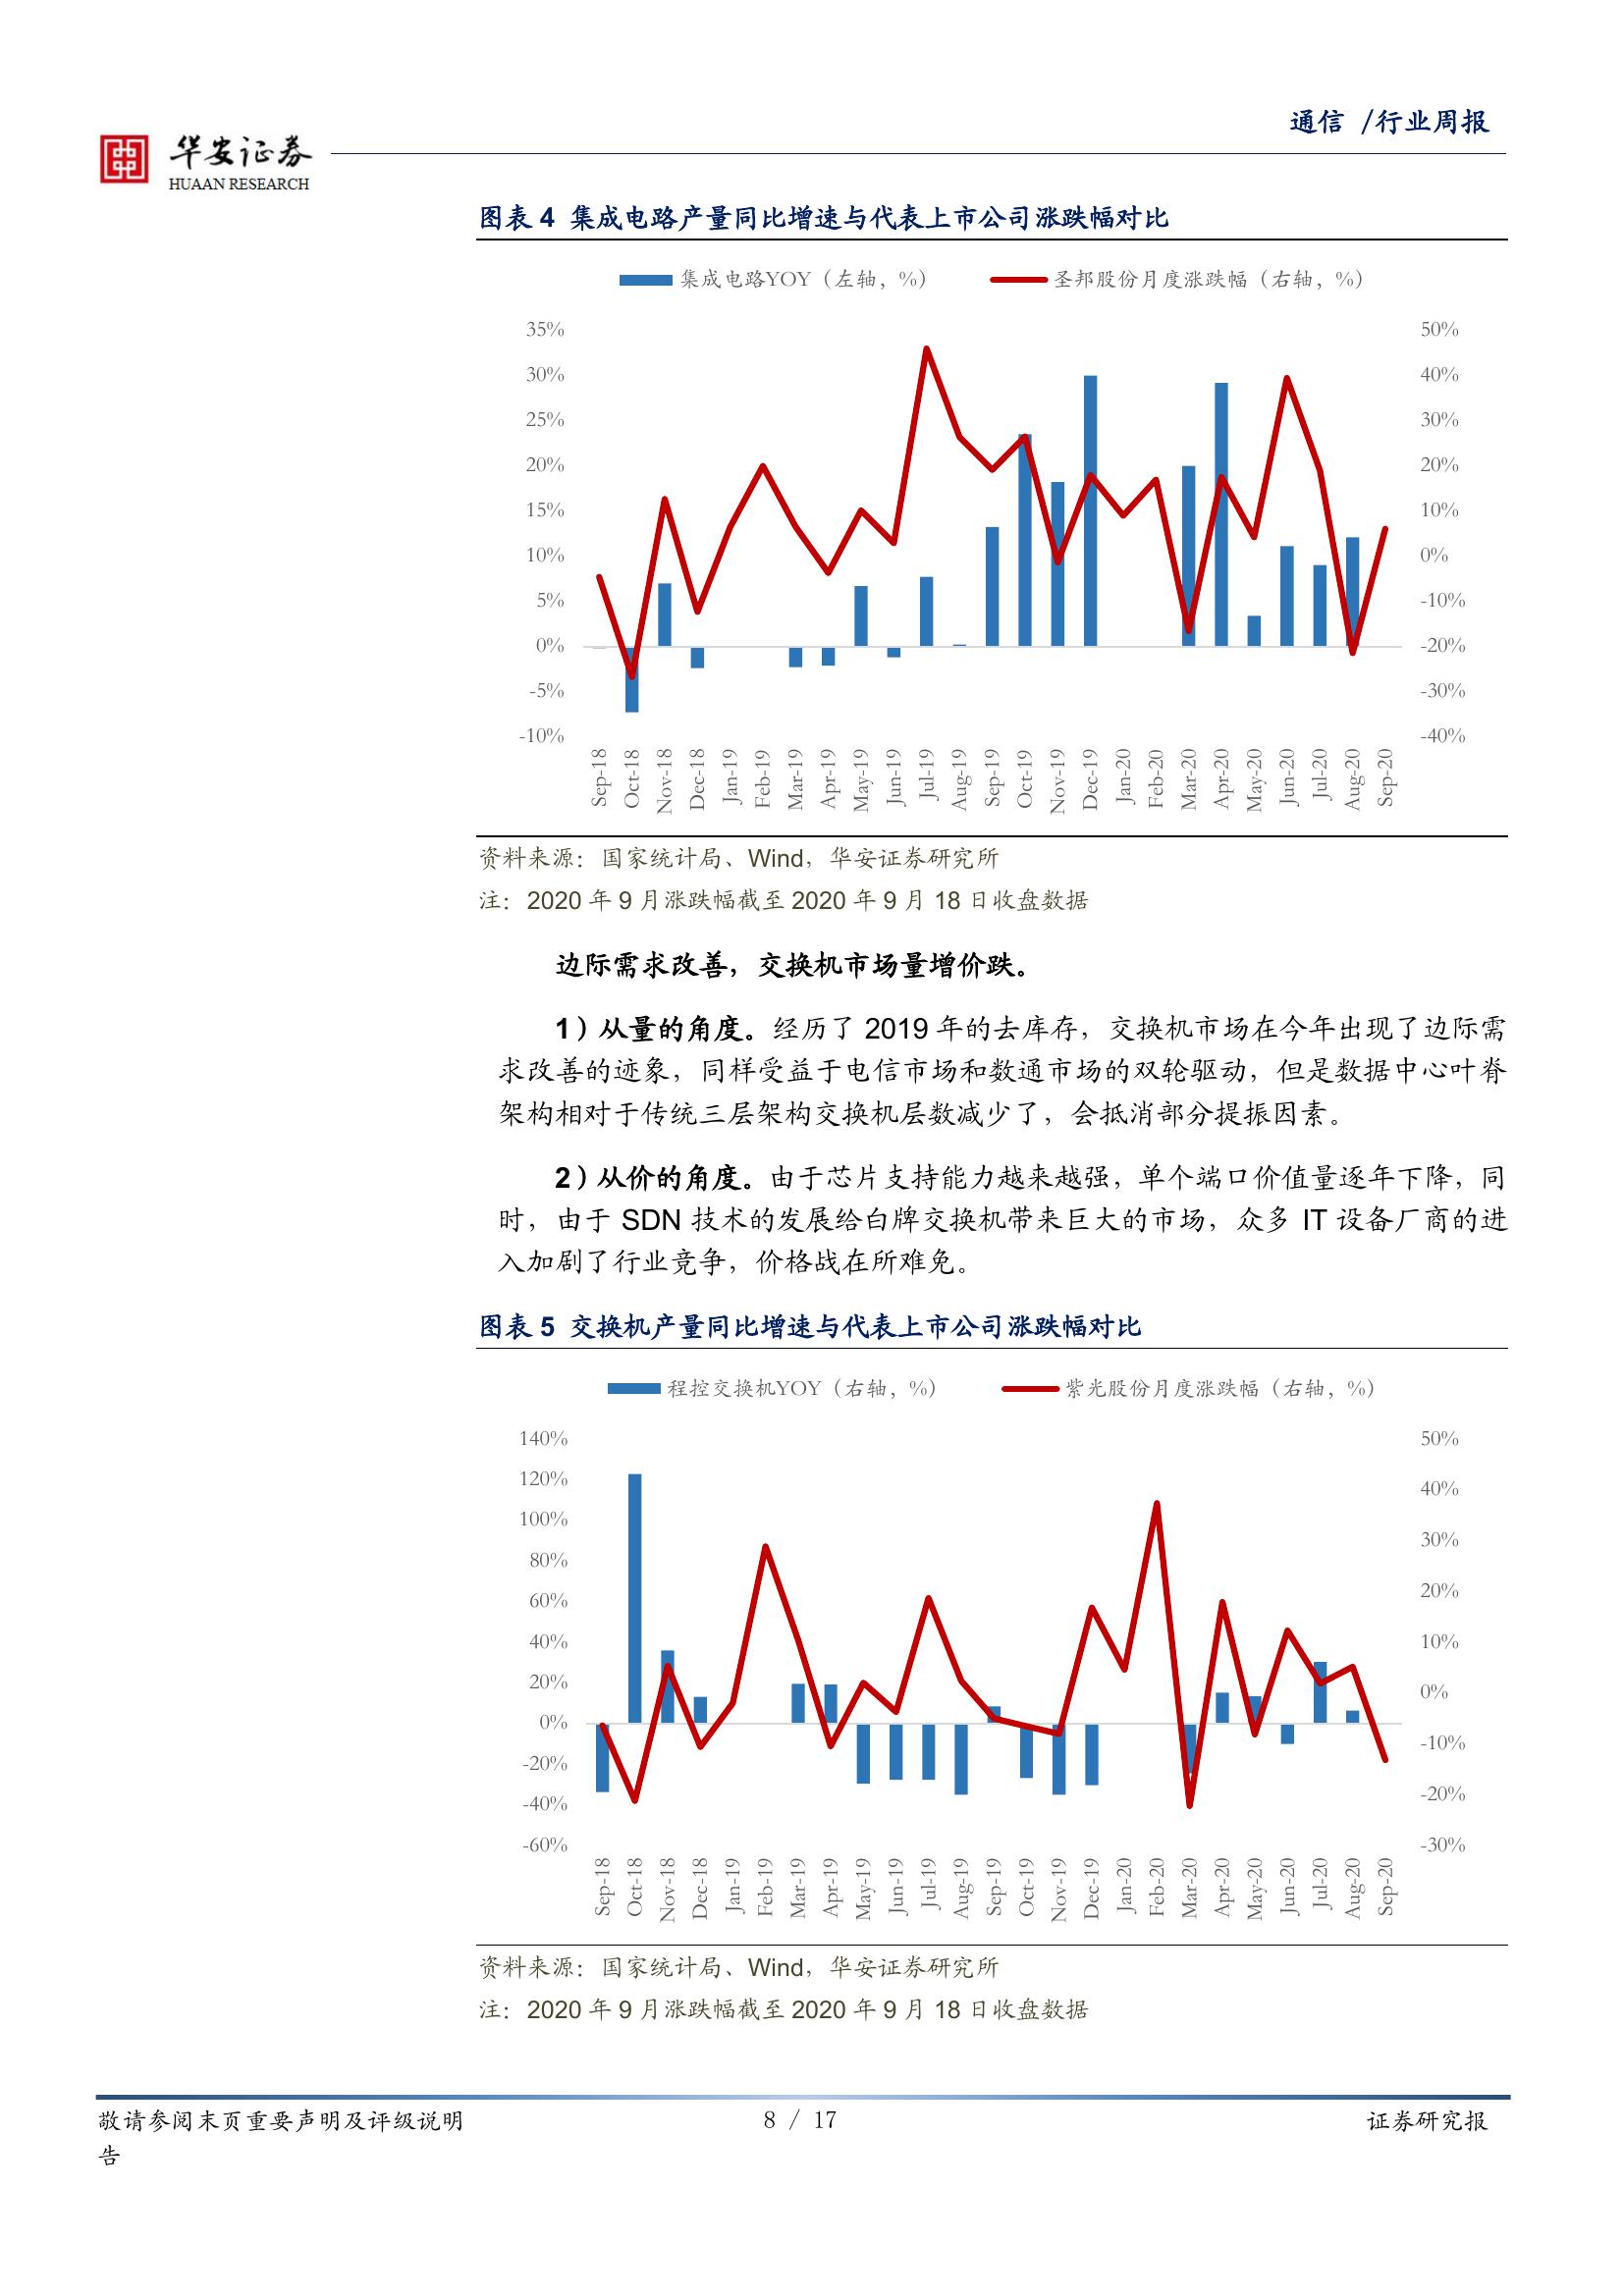 通信 /行业周报
华安证券
HUAAN RESEARCH
图表 4 集成电路产量同比增速与代表上市公司涨跌幅对比
集成电路YOY（左轴，%） 圣邦股份月度涨跌幅（右轴，%）
35% 50%
30% 40%
25% 30%
20% 20%
15% 10%
10% 0%
5% -10%
0% -20%
-5% -30%
-10% -40%
Sep-18 Oct-18 Nov-18 Dec-18 Jan-19 Feb-19 Mar-19 Apr-19 May-19 Jun-19 Jul-19 Aug-19 Sep-19 Oct-19 Nov-19 Dec-19 Jan-20 Feb-20 Mar-20 Apr-20 May-20 Jun-20 Jul-20 Aug-20 Sep-20
资料来源：国家统计局、Wind，华安证券研究所
注：2020 年 9 月涨跌幅截至 2020 年 9 月 18 日收盘数据
边际需求改善，交换机市场量增价跌。
1）从量的角度。经历了 2019 年的去库存，交换机市场在今年出现了边际需
求改善的迹象，同样受益于电信市场和数通市场的双轮驱动，但是数据中心叶脊
架构相对于传统三层架构交换机层数减少了，会抵消部分提振因素。
2）从价的角度。由于芯片支持能力越来越强，单个端口价值量逐年下降，同
时，由于 SDN 技术的发展给白牌交换机带来巨大的市场，众多 IT 设备厂商的进
入加剧了行业竞争，价格战在所难免。
图表 5 交换机产量同比增速与代表上市公司涨跌幅对比
程控交换机YOY（右轴，%） 紫光股份月度涨跌幅（右轴，%）
140% 50%
120% 40%
100% 30%
80% 20%
60% 10%
40% 0%
20% -10%
0% -20%
-20% -30%
-40%
-60%
Sep-18 Oct-18 Nov-18 Dec-18 Jan-19 Feb-19 Mar-19 Apr-19 May-19 Jun-19 Jul-19 Aug-19 Sep-19 Oct-19 Nov-19 Dec-19 Jan-20 Feb-20 Mar-20 Apr-20 May-20 Jun-20 Jul-20 Aug-20 Sep-20
资料来源：国家统计局、Wind，华安证券研究所
注：2020 年 9 月涨跌幅截至 2020 年 9 月 18 日收盘数据
敬请参阅末页重要声明及评级说明 8 / 17 证券研究报
告